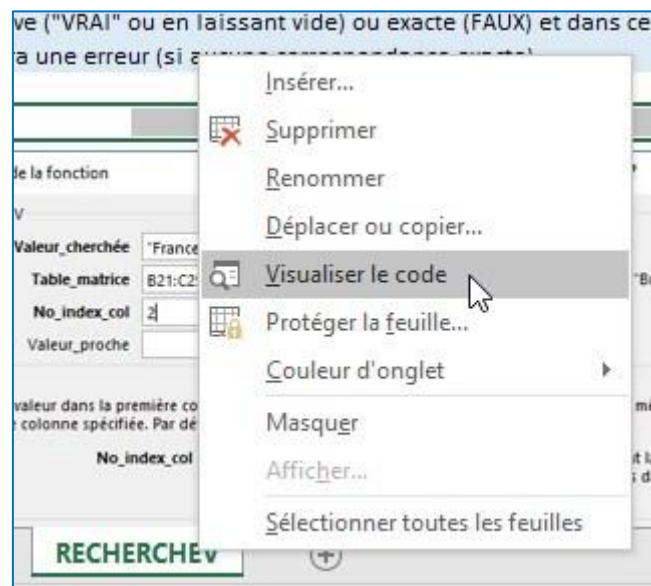 ve ("VRAI" ou en laissant vide) ou exacte (FAUX) et dans ce
ra une erreur (si
Insérer...
Supprimer
de la fonction
Renommer
V
Déplacer ou copier...
Valeur_cherchée "France
Table_matrice B21:C2
Visualiser le code
No_index_col 2
Protéger la feuille...
Valeur_proche
Couleur d'onglet
valeur dans la première co
Masquer
colonne spécifiée. Par dé
No_index_col
Afficher...
Sélectionner toutes les feuilles
RECHERCHEV